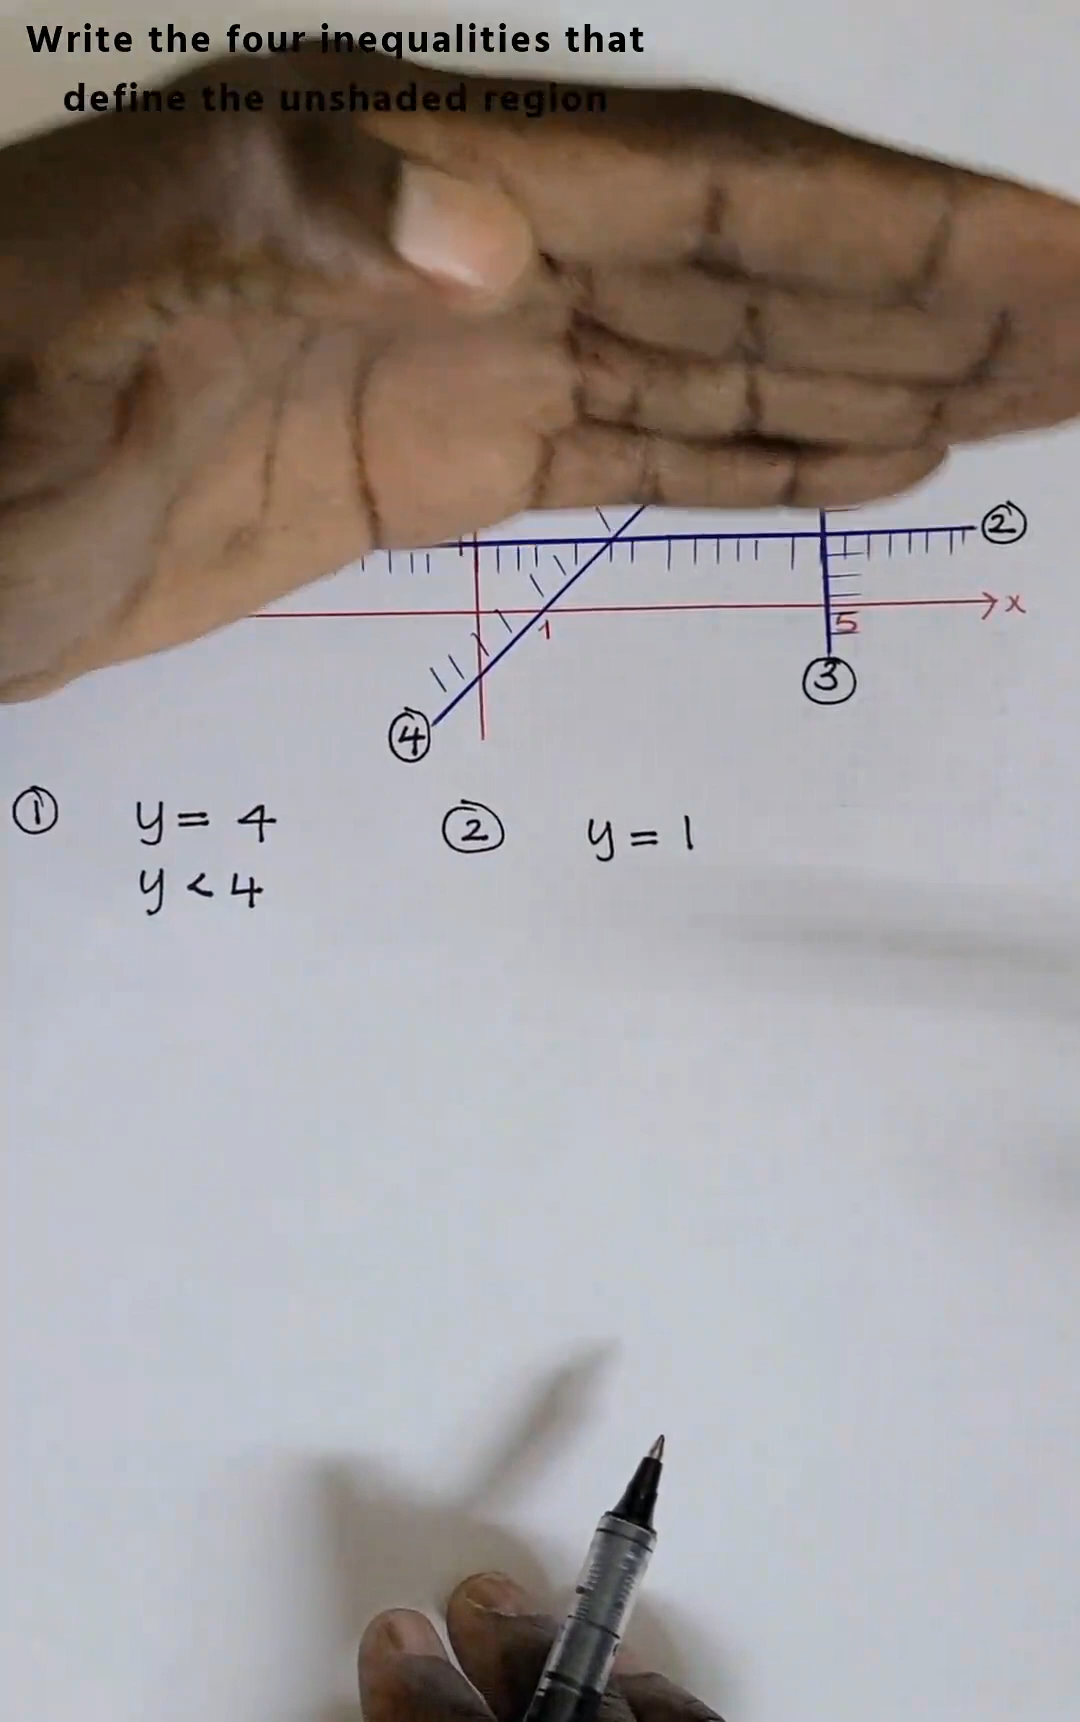 Write the four inequalities that
define the unshaded region
②
x
1
5
③
④
① y = 4 ② y = 1
y < 4